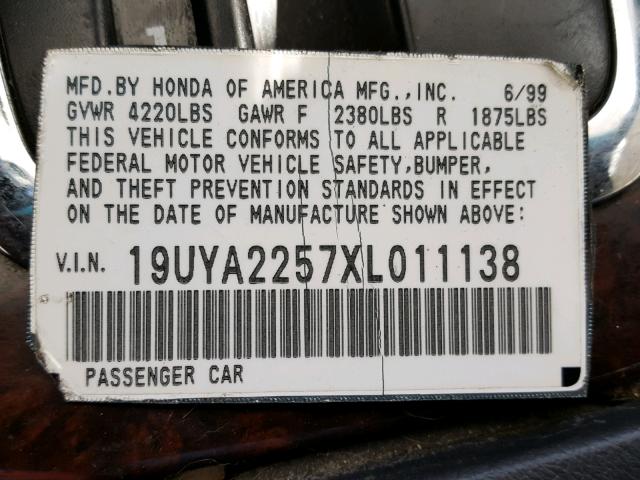 MFD. BY HONDA OF AMERICA MFG., INC. 6/99
GVWR 4220LBS GAWR F 2380LBS R 1875LBS
THIS VEHICLE CONFORMS TO ALL APPLICABLE
FEDERAL MOTOR VEHICLE SAFETY, BUMPER,
AND THEFT PREVENTION STANDARDS IN EFFECT
ON THE DATE OF MANUFACTURE SHOWN ABOVE:
V.I.N. 19UYA2257XL011138
PASSENGER CAR